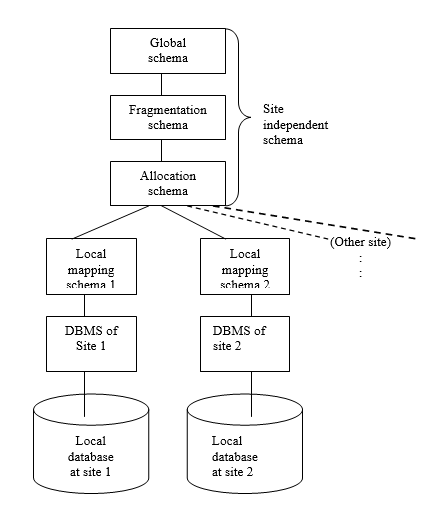 Global
schema
Fragmentation
schema
Site
independent
schema
Allocation
schema
(Other site)
:
:
Local
mapping
schema 1
Local
mapping
schema 2
DBMS of
Site 1
DBMS of
site 2
Local
database
at site 1
Local
database
at site 2